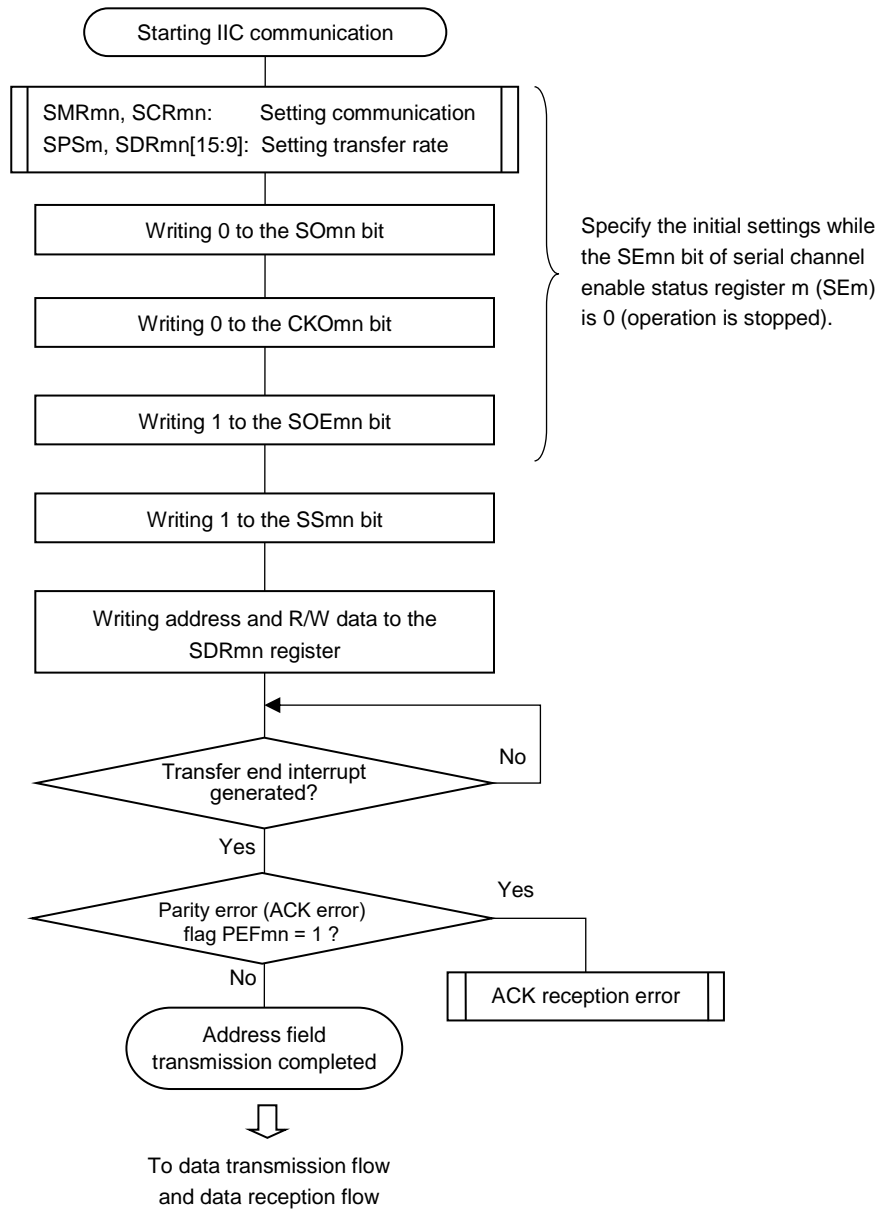 Starting IIC communication
SMRmn, SCRmn: Setting communication
SPSm, SDRmn[15:9]: Setting transfer rate
Writing 0 to the SOmn bit
Specify the initial settings while
the SEmn bit of serial channel
enable status register m (SEm)
is 0 (operation is stopped).
Writing 0 to the CKOmn bit
Writing 1 to the SOEmn bit
Writing 1 to the SSmn bit
Writing address and R/W data to the
SDRmn register
Transfer end interrupt
generated?
No
Yes
Parity error (ACK error)
flag PEFmn = 1 ?
Yes
No
ACK reception error
Address field
transmission completed
To data transmission flow
and data reception flow